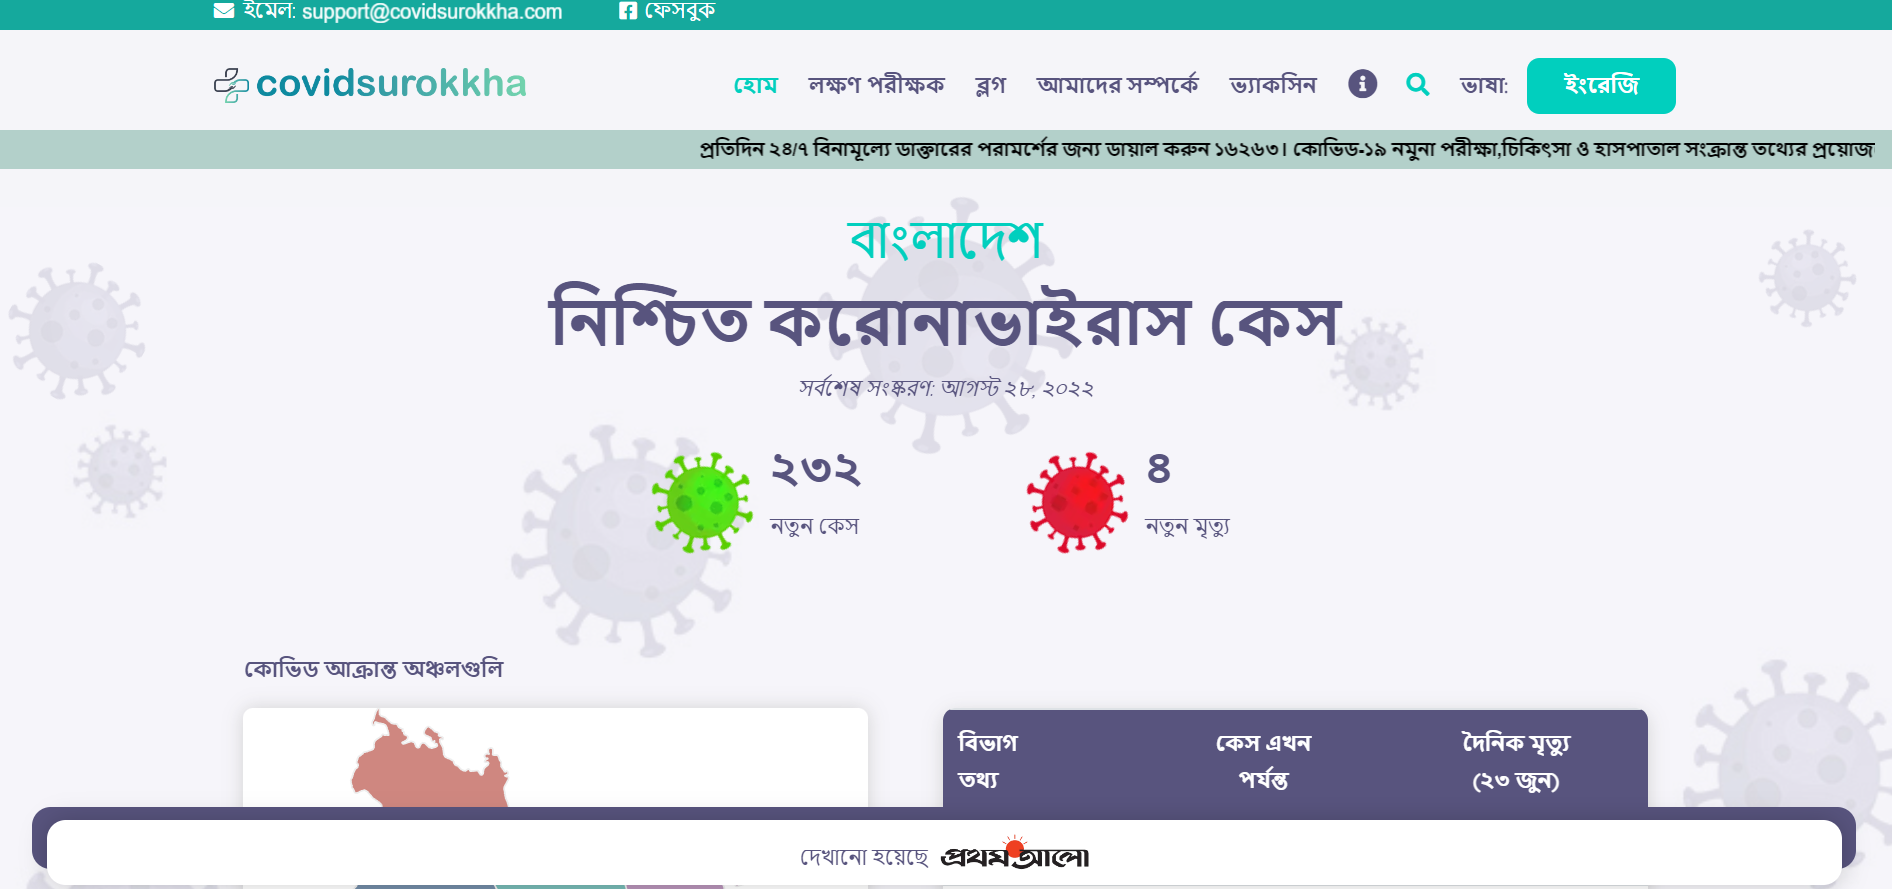 ইমেল: support@covidsurokkha.com ফেসবুক
covidsurokkha হোম লক্ষণ পরীক্ষক ব্লগ আমাদের সম্পর্কে ভ্যাকসিন ভাষা: ইংরেজি
প্রতিদিন ২৪/৭ বিনামূল্যে ডাক্তারের পরামর্শের জন্য ডায়াল করুন ১৬২৬৩। কোভিড-১৯ নমুনা পরীক্ষা,চিকিৎসা ও হাসপাতাল সংক্রান্ত তথ্যের
বাংলাদেশ
নিশ্চিত করোনাভাইরাস কেস
সর্বশেষ সংষ্করণ: আগস্ট ২৮, ২০২২
২৩২ ৪
নতুন কেস নতুন মৃত্যু
কোভিড আক্রান্ত অঞ্চলগুলি
বিভাগ কেস এখন দৈনিক মৃত্যু
তথ্য পর্যন্ত (২৩ জুন)
দেখানো হয়েছে প্রথম আলো